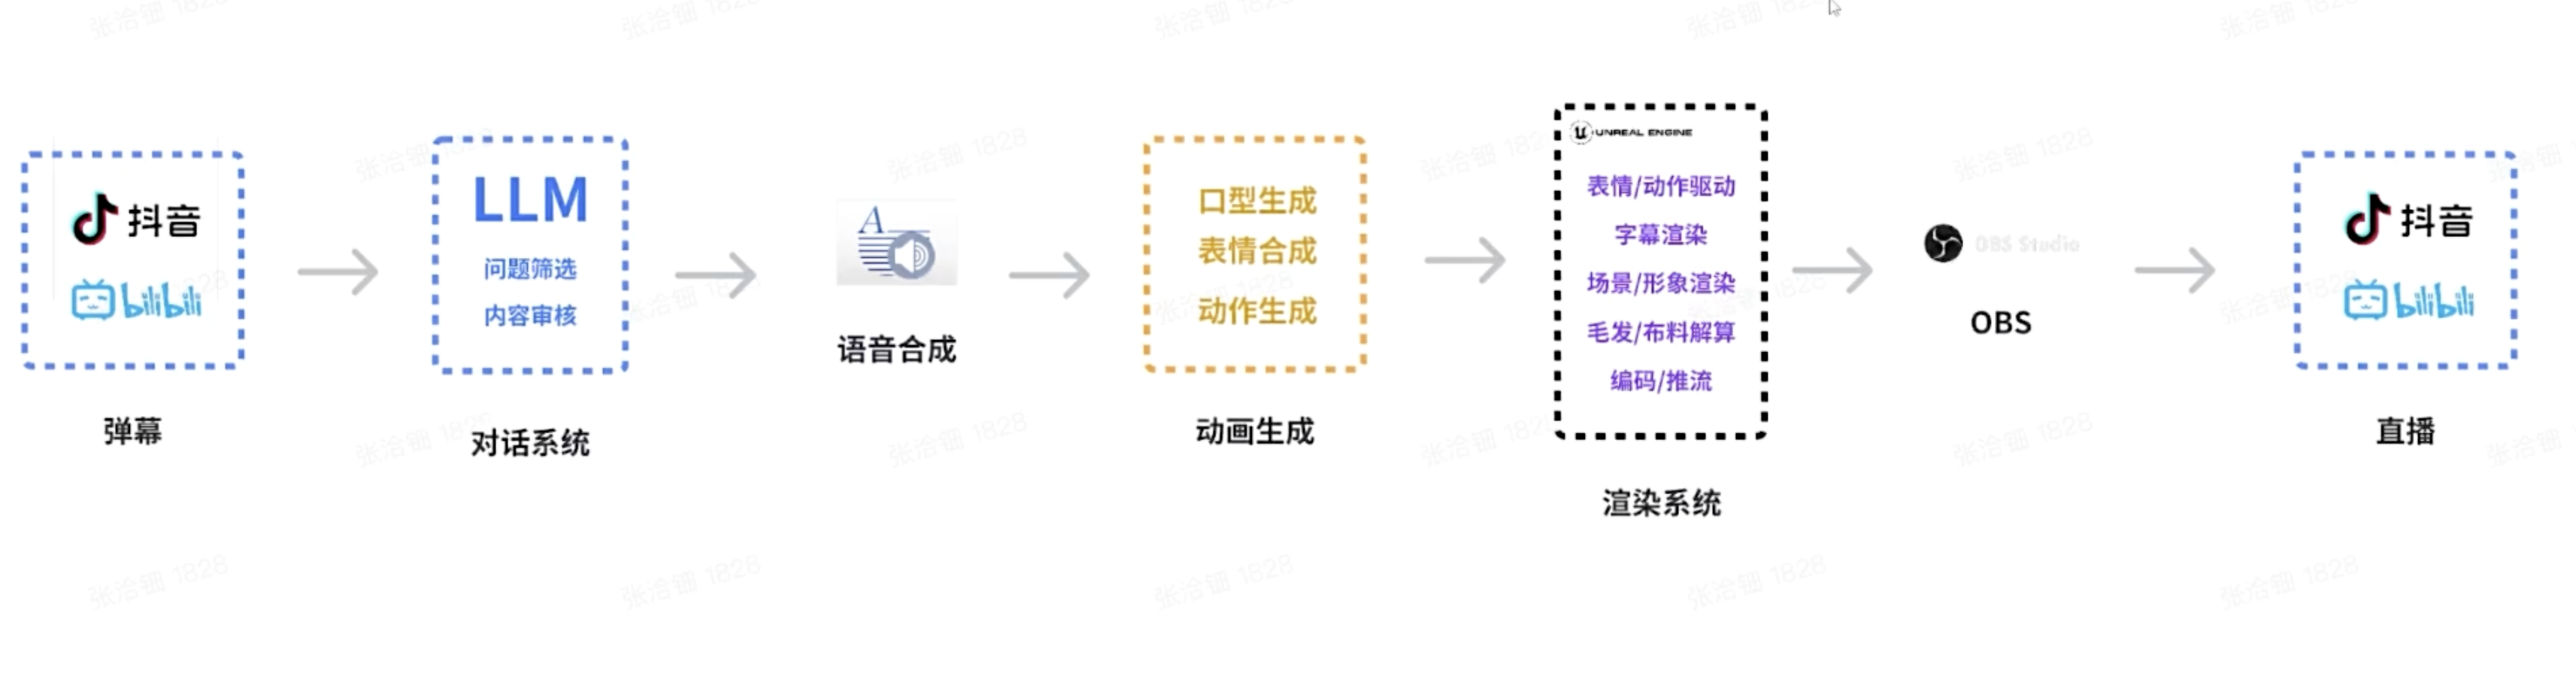 抖音
bilibili
弹幕
LLM
问题筛选
内容审核
对话系统
A
语音合成
口型生成
表情合成
动作生成
动画生成
UNREAL ENGINE
表情/动作驱动
字幕渲染
场景/形象渲染
毛发/布料解算
编码/推流
渲染系统
OBS Studio
OBS
抖音
bilibili
直播
张洽钿 1828